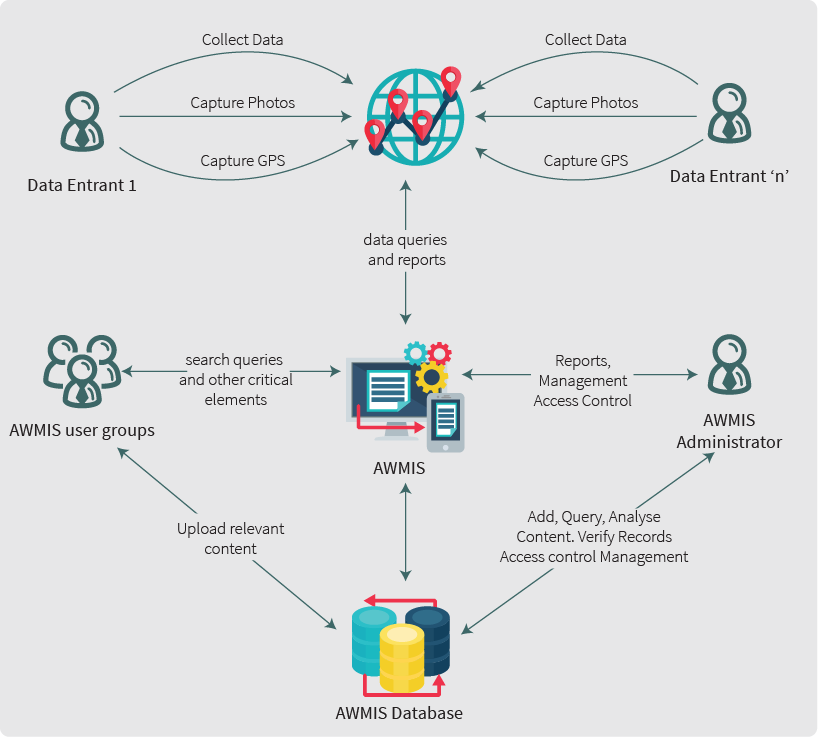 Collect Data
Collect Data
Capture Photos
Capture Photos
Capture GPS
Capture GPS
Data Entrant 1
Data Entrant ‘n’
data queries
and reports
search queries
and other critical
elements
Reports,
Management
Access Control
AWMIS user groups
AWMIS
AWMIS
Administrator
Upload relevant
content
Add, Query, Analyse
Content. Verify Records
Access control Management
AWMIS Database